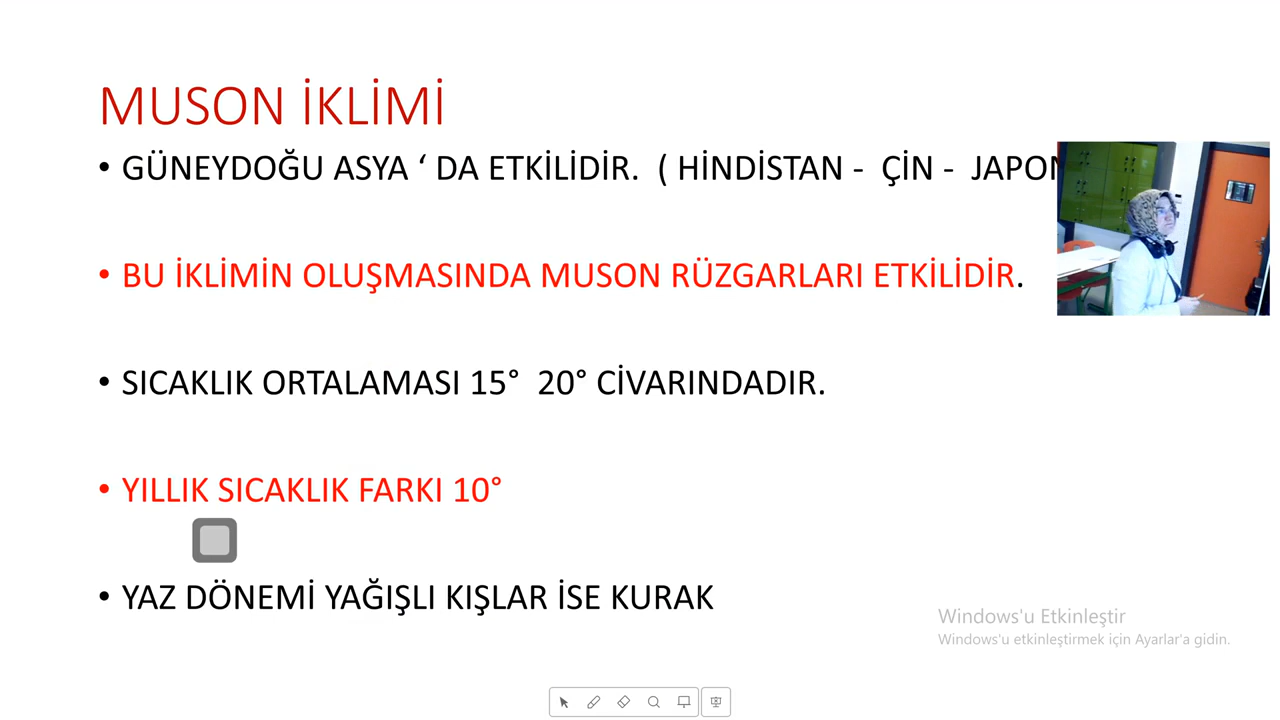 MUSON İKLİMİ
• GÜNEYDOĞU ASYA ‘ DA ETKİLİDİR. ( HİNDİSTAN - ÇİN -
• BU İKLİMİN OLUŞMASINDA MUSON RÜZGARLARI ETKİLİDİR.
• SICAKLIK ORTALAMASI 15° 20° CİVARINDADIR.
• YILLIK SICAKLIK FARKI 10°
• YAZ DÖNEMİ YAĞIŞLI KIŞLAR İSE KURAK
Windows'u Etkinleştir
Windows'u etkinleştirmek için Ayarlar'a gidin.